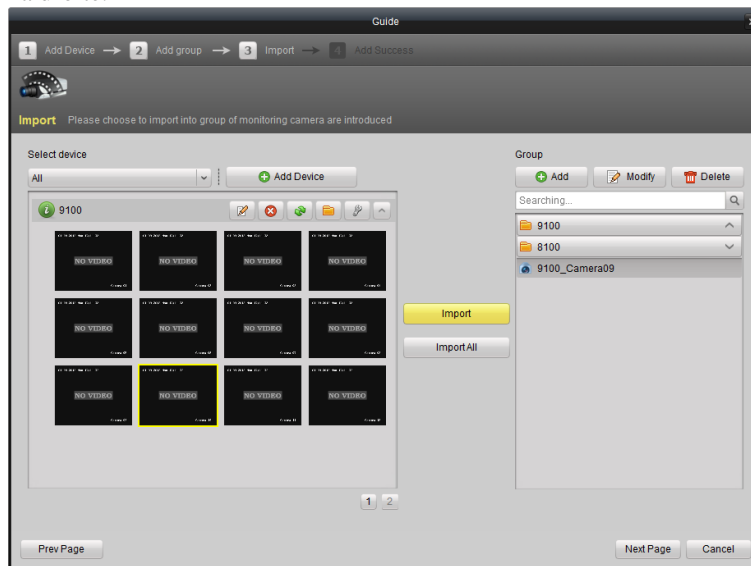 Guide
1 Add Device → 2 Add group → 3 Import → 4 Add Success
Import Please choose to import into group of monitoring camera are introduced
Select device
All
Add Device
9100
NO VIDEO NO VIDEO NO VIDEO NO VIDEO
NO VIDEO NO VIDEO NO VIDEO NO VIDEO
NO VIDEO NO VIDEO NO VIDEO NO VIDEO
1 2
Import
Import All
Group
Add Modify Delete
Searching...
9100
8100
9100_Camera09
Prev Page Next Page Cancel